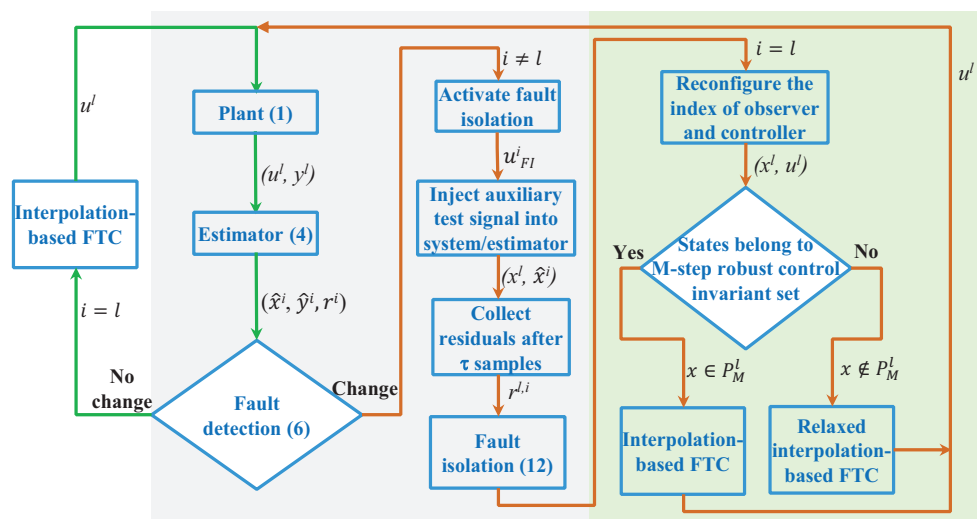 u^l
Plant (1)
(u^l, y^l)
Interpolation-
based FTC
Estimator (4)
i = l
(x̂^i, ŷ^i, r^i)
No
change
Fault
detection (6)
Change
i ≠ l
Activate fault
isolation
u^i_FI
Inject auxiliary
test signal into
system/estimator
(x^l, x̂^i)
Collect
residuals after
τ samples
r^{l,i}
Fault
isolation (12)
i = l
Reconfigure the
index of observer
and controller
(x^l, u^l)
Yes
States belong to
M-step robust control
invariant set
No
x ∈ P_M^l
x ∉ P_M^l
Interpolation-
based FTC
Relaxed
interpolation-
based FTC
u^l